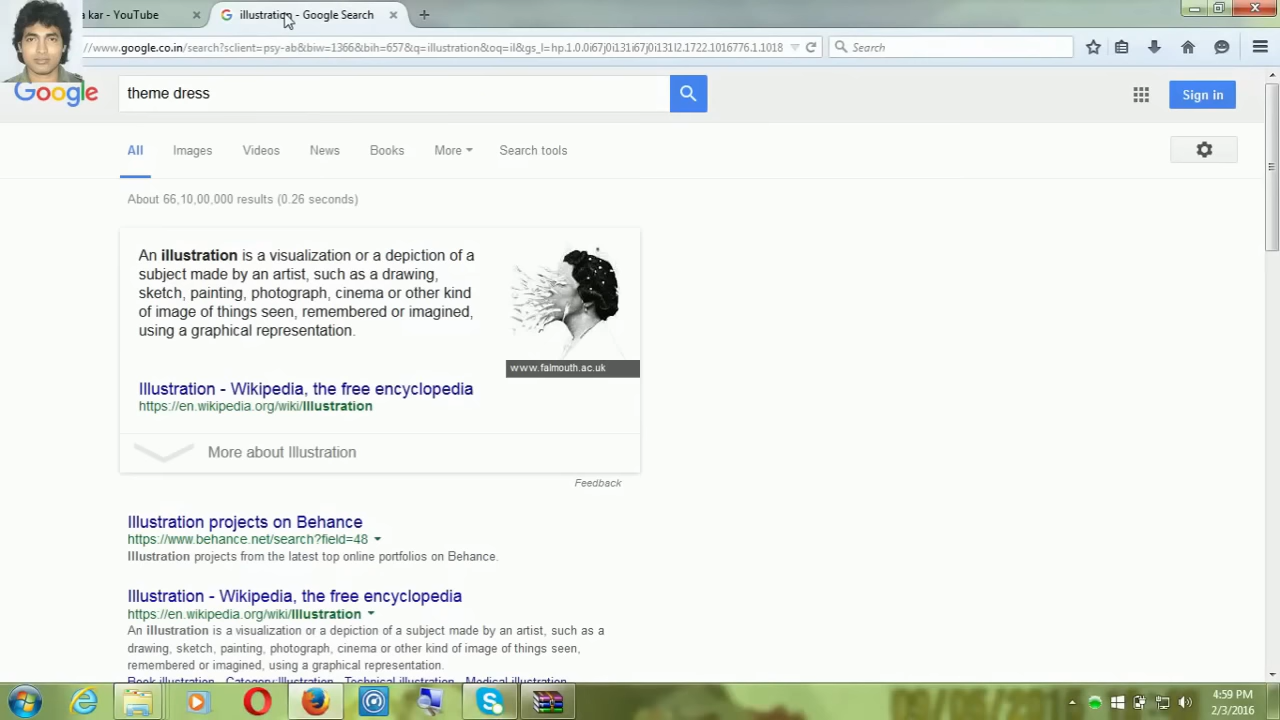 a kar - YouTube
illustration - Google Search
//www.google.co.in/search?sclient=psy-ab&biw=1366&bih=657&q=illustration&oq=il&gs_l=hp.1.0.0i67j0i131i67j0i131l2.1722.1016776.1.1018
Search
Google
theme dress
Sign in
All
Images
Videos
News
Books
More
Search tools
About 66,10,00,000 results (0.26 seconds)
An illustration is a visualization or a depiction of a
subject made by an artist, such as a drawing,
sketch, painting, photograph, cinema or other kind
of image of things seen, remembered or imagined,
using a graphical representation.
www.falmouth.ac.uk
Illustration - Wikipedia, the free encyclopedia
https://en.wikipedia.org/wiki/Illustration
More about Illustration
Feedback
Illustration projects on Behance
https://www.behance.net/search?field=48
Illustration projects from the latest top online portfolios on Behance.
Illustration - Wikipedia, the free encyclopedia
https://en.wikipedia.org/wiki/Illustration
An illustration is a visualization or a depiction of a subject made by an artist, such as a
drawing, sketch, painting, photograph, cinema or other kind of image of things seen,
remembered or imagined, using a graphical representation.
Book illustration - Category:Illustration - Technical illustration - Medical illustration
4:59 PM
2/3/2016